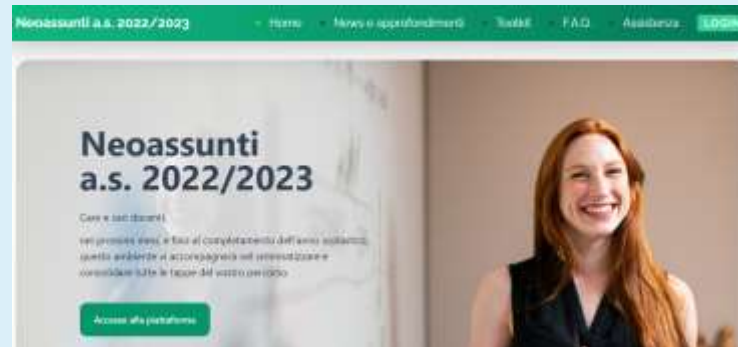 Neoassunti a.s. 2022/2023 Home News e approfondimenti Toolkit F.A.Q. Assistenza LOGIN
Neoassunti
a.s. 2022/2023
Care e cari docenti,
nei prossimi mesi, e fino al completamento dell'anno scolastico,
questo ambiente vi accompagnerà nel sistematizzare e
consolidare tutte le tappe del vostro percorso.
Accesso alla piattaforma